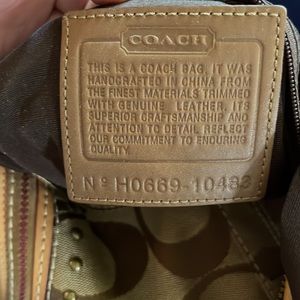 COACH
THIS IS A COACH BAG. IT WAS
HANDCRAFTED IN CHINA FROM
THE FINEST MATERIALS TRIMMED
WITH GENUINE LEATHER. ITS
SUPERIOR CRAFTSMANSHIP AND
ATTENTION TO DETAIL REFLECT
OUR COMMITMENT TO ENDURING
QUALITY.
Nº H0669-10483